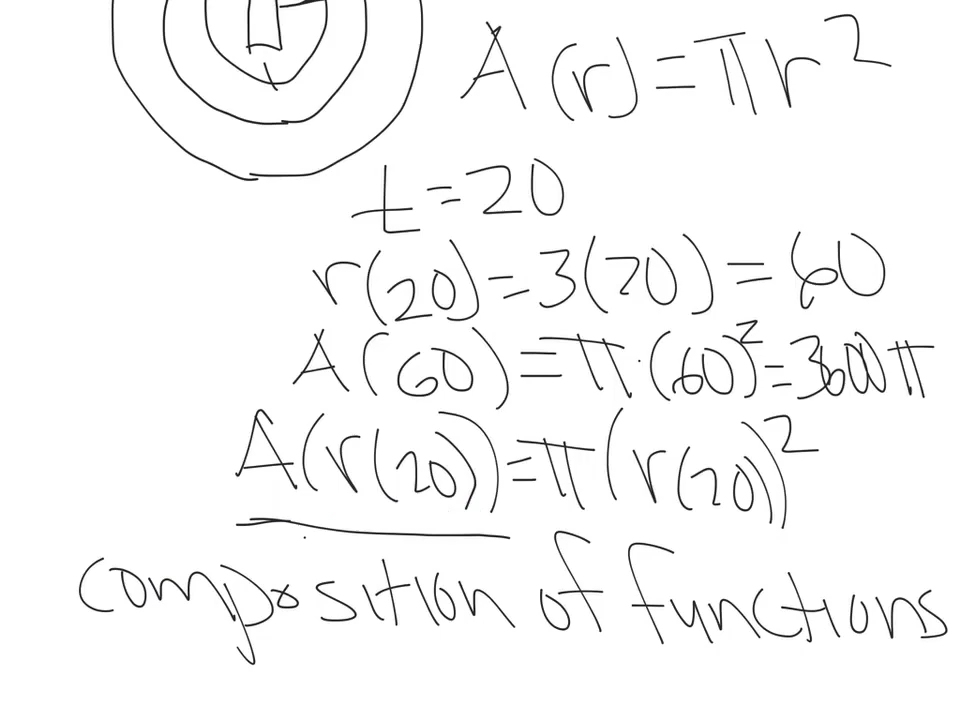 A(r)=πr²
t=20
r(20)=3(20)=60
A(60)=π·(60)²=3600π
A(r(20))=π(r(20))²
composition of functions